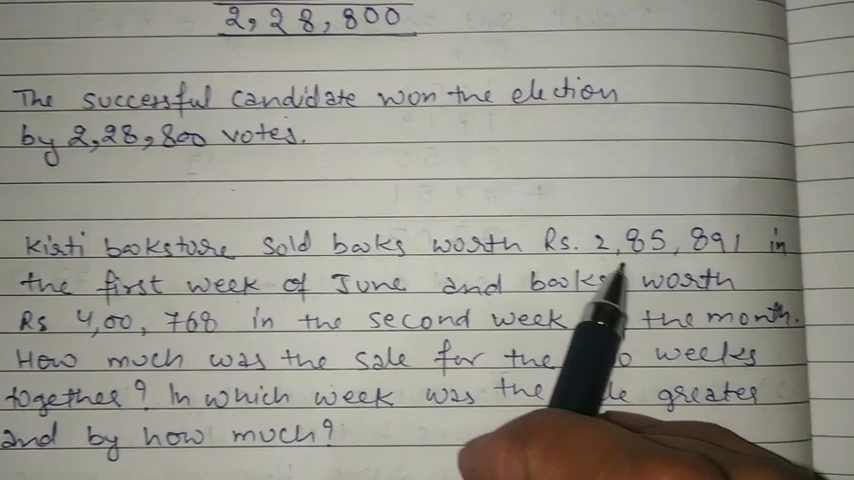 2,28,800
The successful candidate won the election
by 2,28,800 votes.
Kirti bookstore sold books worth Rs. 2,85,891 in
the first week of June and books worth
Rs 4,00,768 in the second week the month.
How much was the sale for the weeks
together? In which week was the greater
and by how much?